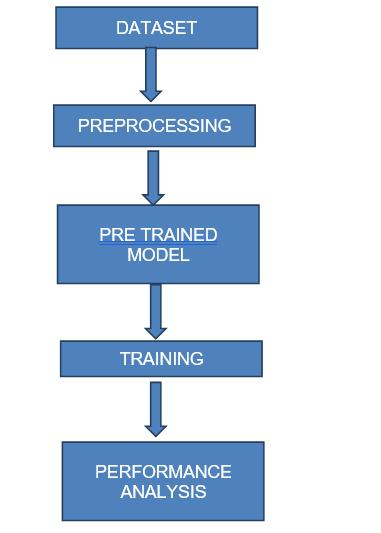 DATASET
PREPROCESSING
PRE TRAINED
MODEL
TRAINING
PERFORMANCE
ANALYSIS